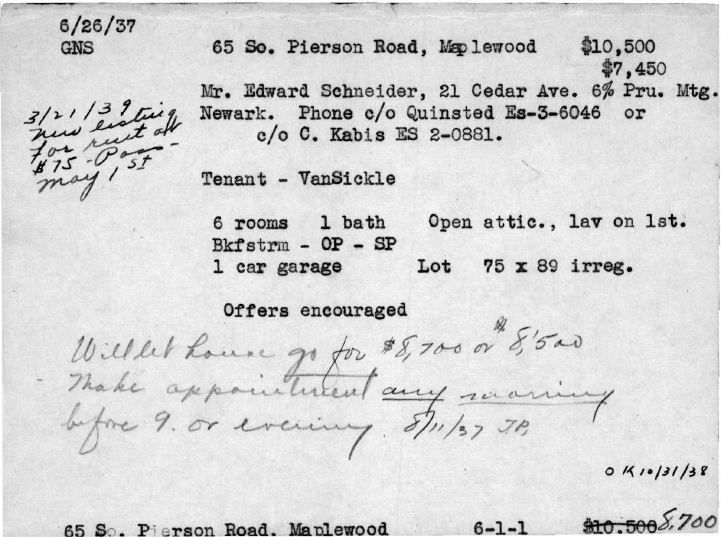 6/26/37
GNS
65 So. Pierson Road, Maplewood $10,500
$7,450
Mr. Edward Schneider, 21 Cedar Ave. 6% Pru. Mtg.
Newark. Phone c/o Quinsted Es-3-6046 or
c/o C. Kabis ES 2-0881.
3/21/39
new listing
for rent at
$75 - Poss-
May 1st
Tenant - VanSickle
6 rooms 1 bath Open attic., lav on 1st.
Bkfstrm - OP - SP
1 car garage Lot 75 x 89 irreg.
Offers encouraged
Will let house go for $8,700 or $8,500
Make appointment any morning
before 9. or evening 8/11/37 J.P.
OK 10/31/38
65 So. Pierson Road, Maplewood 6-1-1 $10.500 8,700